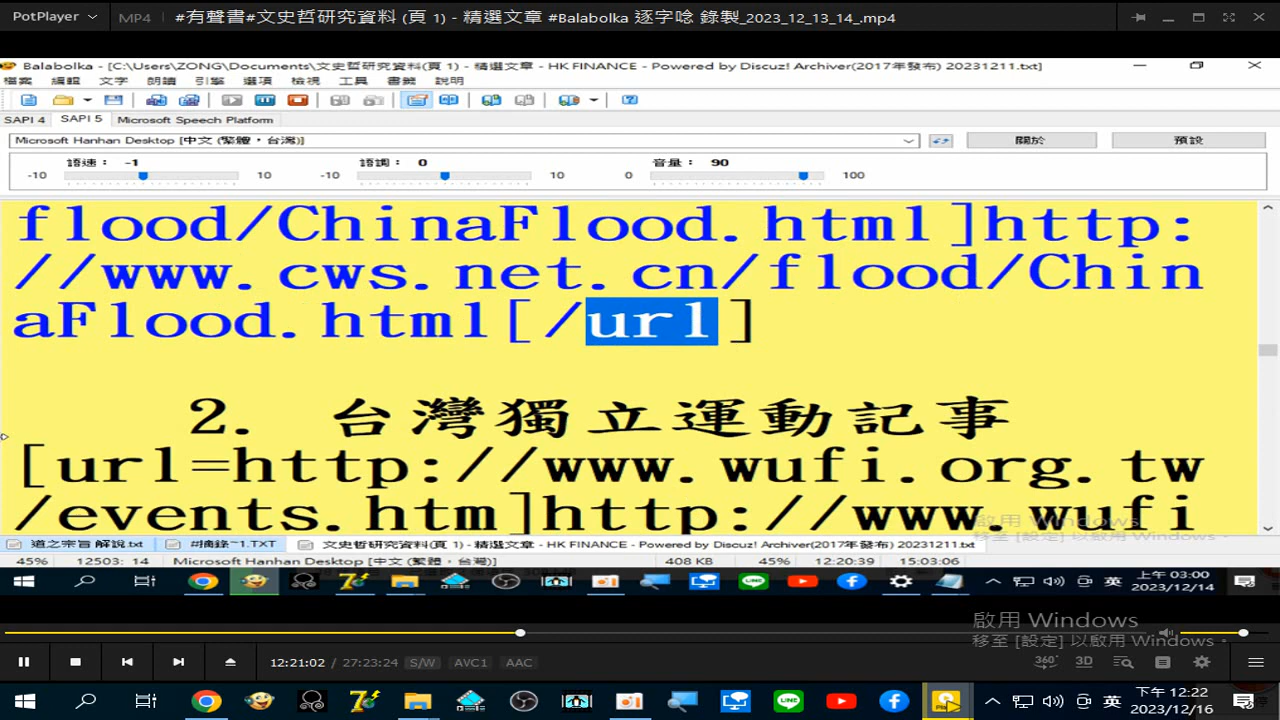 PotPlayer MP4 #有聲書#文史哲研究資料 (頁 1) - 精選文章 #Balabolka 逐字唸 錄製_2023_12_13_14_.mp4
Balabolka - [C:\Users\ZONG\Documents\文史哲研究資料(頁 1) - 精選文章 - HK FINANCE - Powered by Discuz! Archiver(2017年發布) 20231211.txt]
檔案 編輯 文字 朗讀 引擎 選項 檢視 工具 書籤 說明
SAPI 4 SAPI 5 Microsoft Speech Platform
Microsoft Hanhan Desktop [中文 (繁體，台灣)] 關於 預設
語速： -1 語調： 0 音量： 90
-10 10 -10 10 0 100
flood/ChinaFlood.html]http:
//www.cws.net.cn/flood/Chin
aFlood.html[/url]
2. 台灣獨立運動記事
[url=http://www.wufi.org.tw
/events.htm]http://www.wufi
啟用 Windows
移至 [設定] 以啟用 Windows。
道之宗旨 解說.txt #摘錄~1.TXT 文史哲研究資料(頁 1) - 精選文章 - HK FINANCE - Powered by Discuz! Archiver(2017年發布) 20231211.txt
45% 12503: 14 Microsoft Hanhan Desktop [中文 (繁體，台灣)] 408 KB 45% 12:20:39 15:03:06
英 上午 03:00
2023/12/14
啟用 Windows
移至 [設定] 以啟用 Windows。
12:21:02 / 27:23:24 S/W AVC1 AAC 360° 3D
英 下午 12:22
2023/12/16